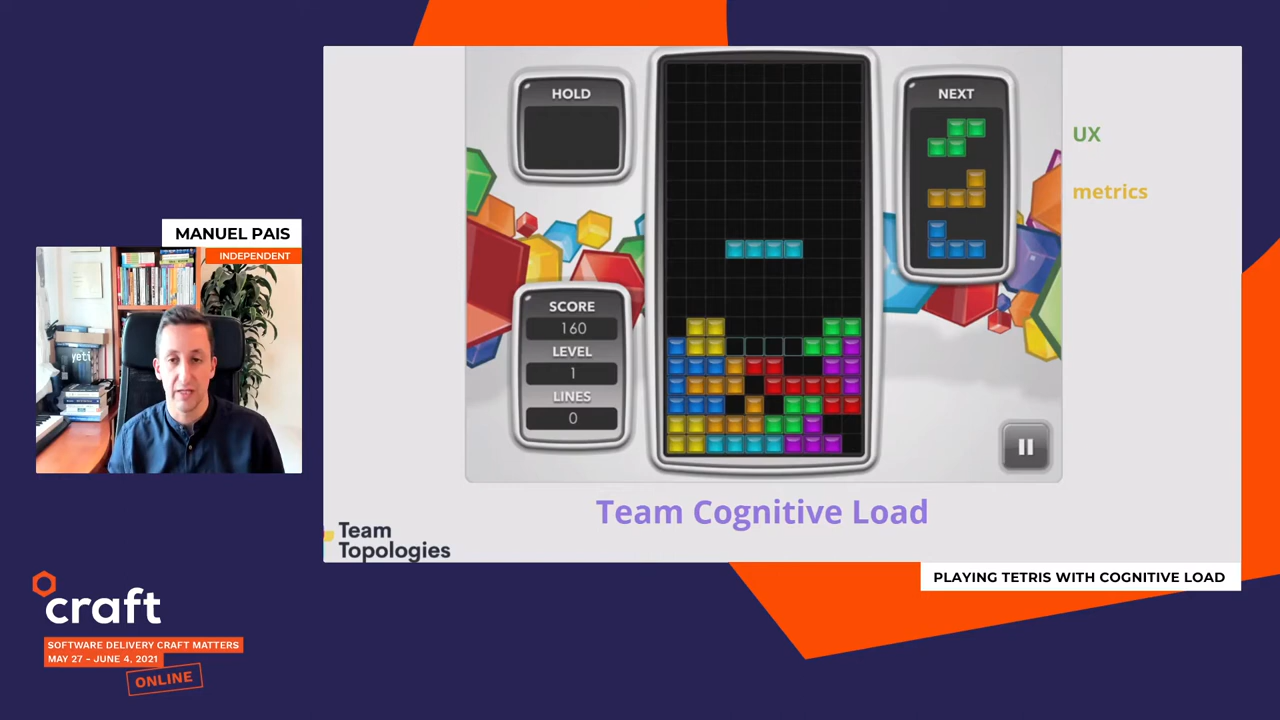 MANUEL PAIS
INDEPENDENT
yeti
HOLD
SCORE
160
LEVEL
1
LINES
0
NEXT
UX
metrics
Team Cognitive Load
Team
Topologies
PLAYING TETRIS WITH COGNITIVE LOAD
craft
SOFTWARE DELIVERY CRAFT MATTERS
MAY 27 - JUNE 4, 2021
ONLINE